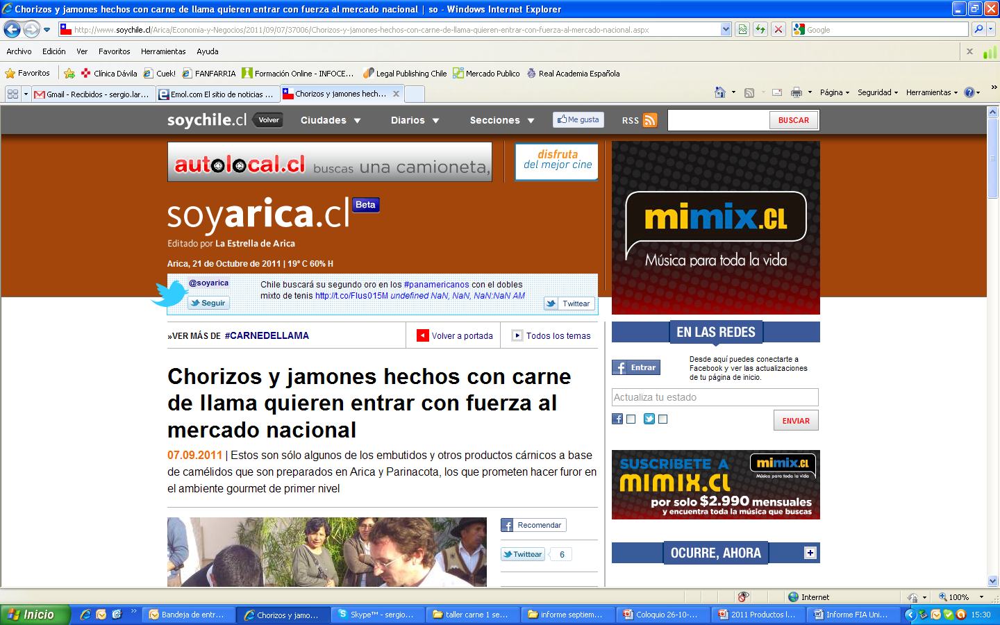 Chorizos y jamones hechos con carne de llama quieren entrar con fuerza al mercado nacional | so - Windows Internet Explorer
http://www.soychile.cl/Arica/Economia-y-Negocios/2011/09/07/37006/Chorizos-y-jamones-hechos-con-carne-de-llama-quieren-entrar-con-fuerza-al-mercado-nacional.aspx
Google
Archivo Edición Ver Favoritos Herramientas Ayuda
Favoritos Clínica Dávila Cuek! FANFARRIA Formación Online - INFOCE... Legal Publishing Chile Mercado Publico Real Academia Española
Gmail - Recibidos - sergio.lar... Emol.com El sitio de noticias ... Chorizos y jamones hech... Página Seguridad Herramientas
soychile.cl Volver Ciudades Diarios Secciones Me gusta RSS BUSCAR
autolocal.cl buscas una camioneta,
disfruta
del mejor cine
mimix.CL
Música para toda la vida
soyarica.cl Beta
Editado por La Estrella de Arica
Arica, 21 de Octubre de 2011 | 19º C 60% H
@soyarica
Seguir
Chile buscará su segundo oro en los #panamericanos con el dobles
mixto de tenis http://t.co/Flus015M undefined NaN, NaN, NaN:NaN AM
Twittear
»VER MÁS DE #CARNEDELLAMA Volver a portada Todos los temas
Chorizos y jamones hechos con carne
de llama quieren entrar con fuerza al
mercado nacional
07.09.2011 | Estos son sólo algunos de los embutidos y otros productos cárnicos a base
de camélidos que son preparados en Arica y Parinacota, los que prometen hacer furor en
el ambiente gourmet de primer nivel
Recomendar
Twittear 6
EN LAS REDES
Entrar
Desde aquí puedes conectarte a
Facebook y ver las actualizaciones
de tu página de inicio.
Actualiza tu estado
ENVIAR
SUSCRIBETE A
MIMIX.CL
por solo $2.990 mensuales
y encuentra toda la música que buscas
mimix.CL
Música para toda la vida
OCURRE, AHORA
Internet 100%
Inicio Bandeja de entr... Chorizos y jamo... Skype™ - sergio... taller carne 1 se... informe septiem... Coloquio 26-10-... 2011 Productos l... Informe FIA Uni... 15:30